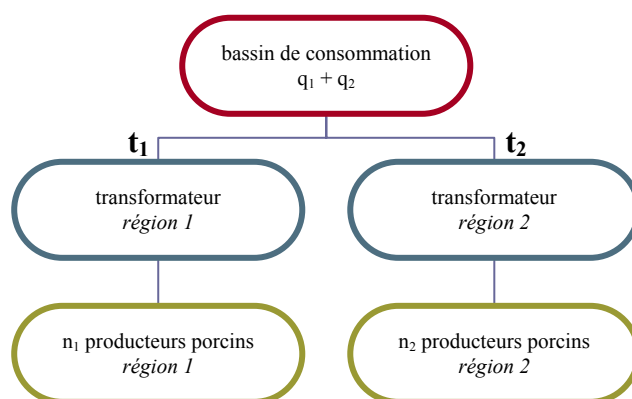 bassin de consommation
q₁ + q₂
t₁
t₂
transformateur
région 1
transformateur
région 2
n₁ producteurs porcins
région 1
n₂ producteurs porcins
région 2